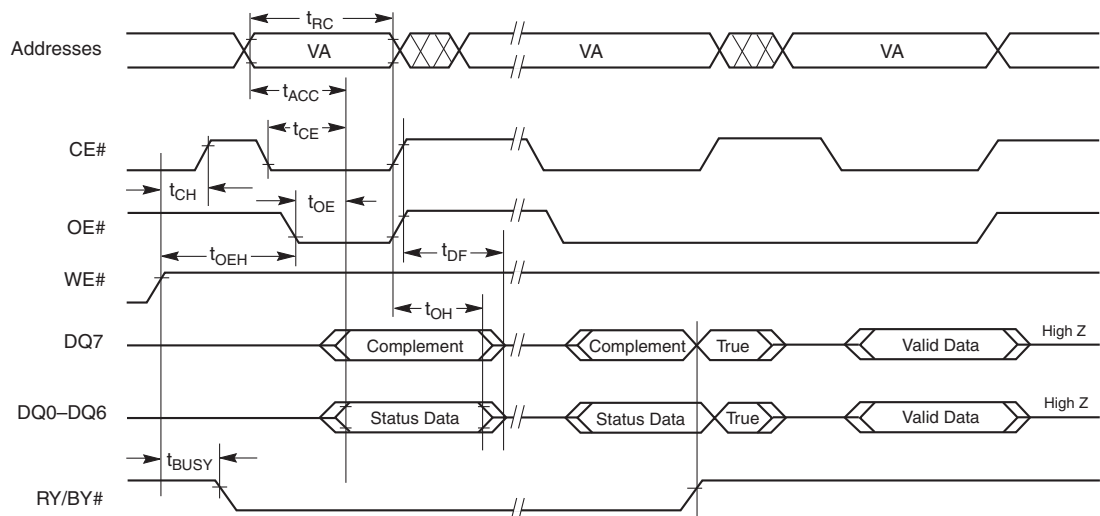 tRC
Addresses VA VA VA
tACC
tCE
CE#
tCH
tOE
OE#
tOEH
tDF
WE#
tOH
High Z
DQ7 Complement Complement True Valid Data
High Z
DQ0–DQ6 Status Data Status Data True Valid Data
tBUSY
RY/BY#